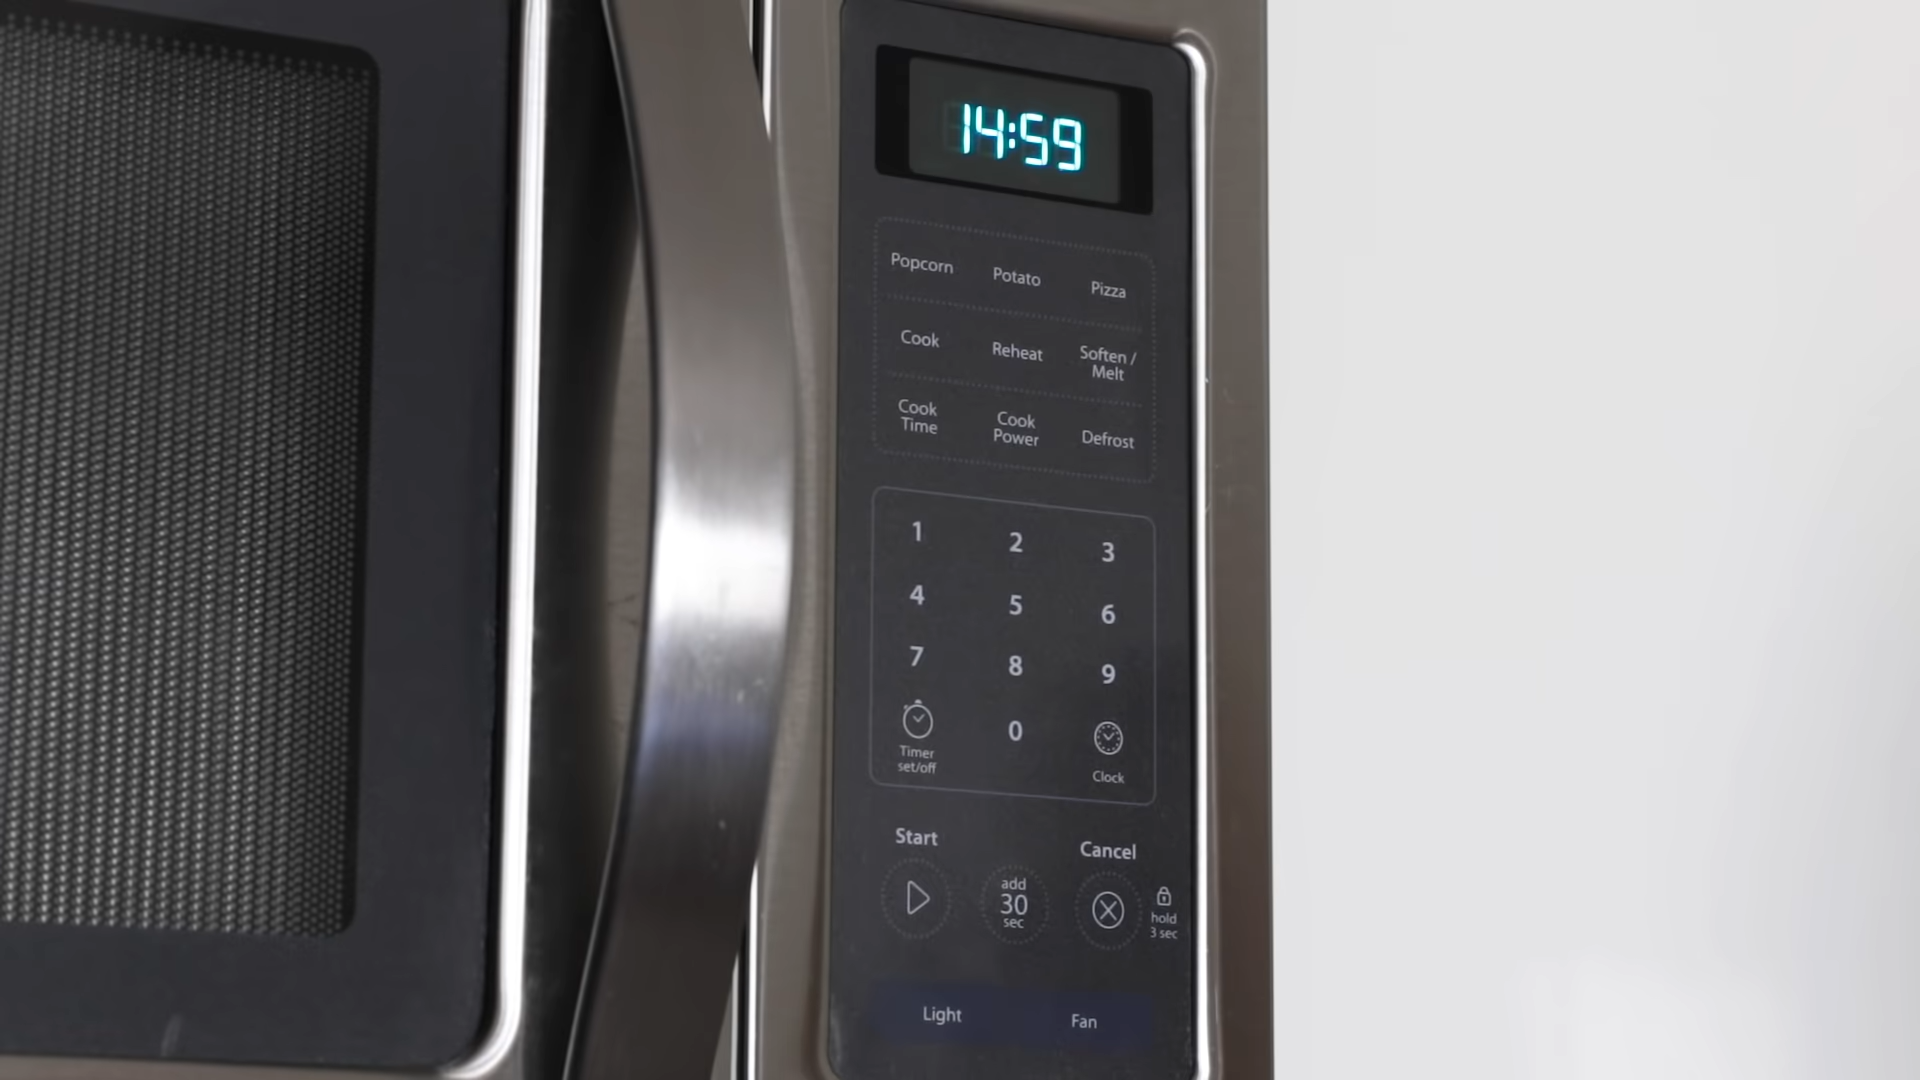 14:59
Popcorn Potato Pizza
Cook Reheat Soften /
Melt
Cook
Time
Cook
Power
Defrost
1 2 3
4 5 6
7 8 9
0
Timer
set/off
Clock
Start
Cancel
add
30
sec
hold
3 sec
Light Fan